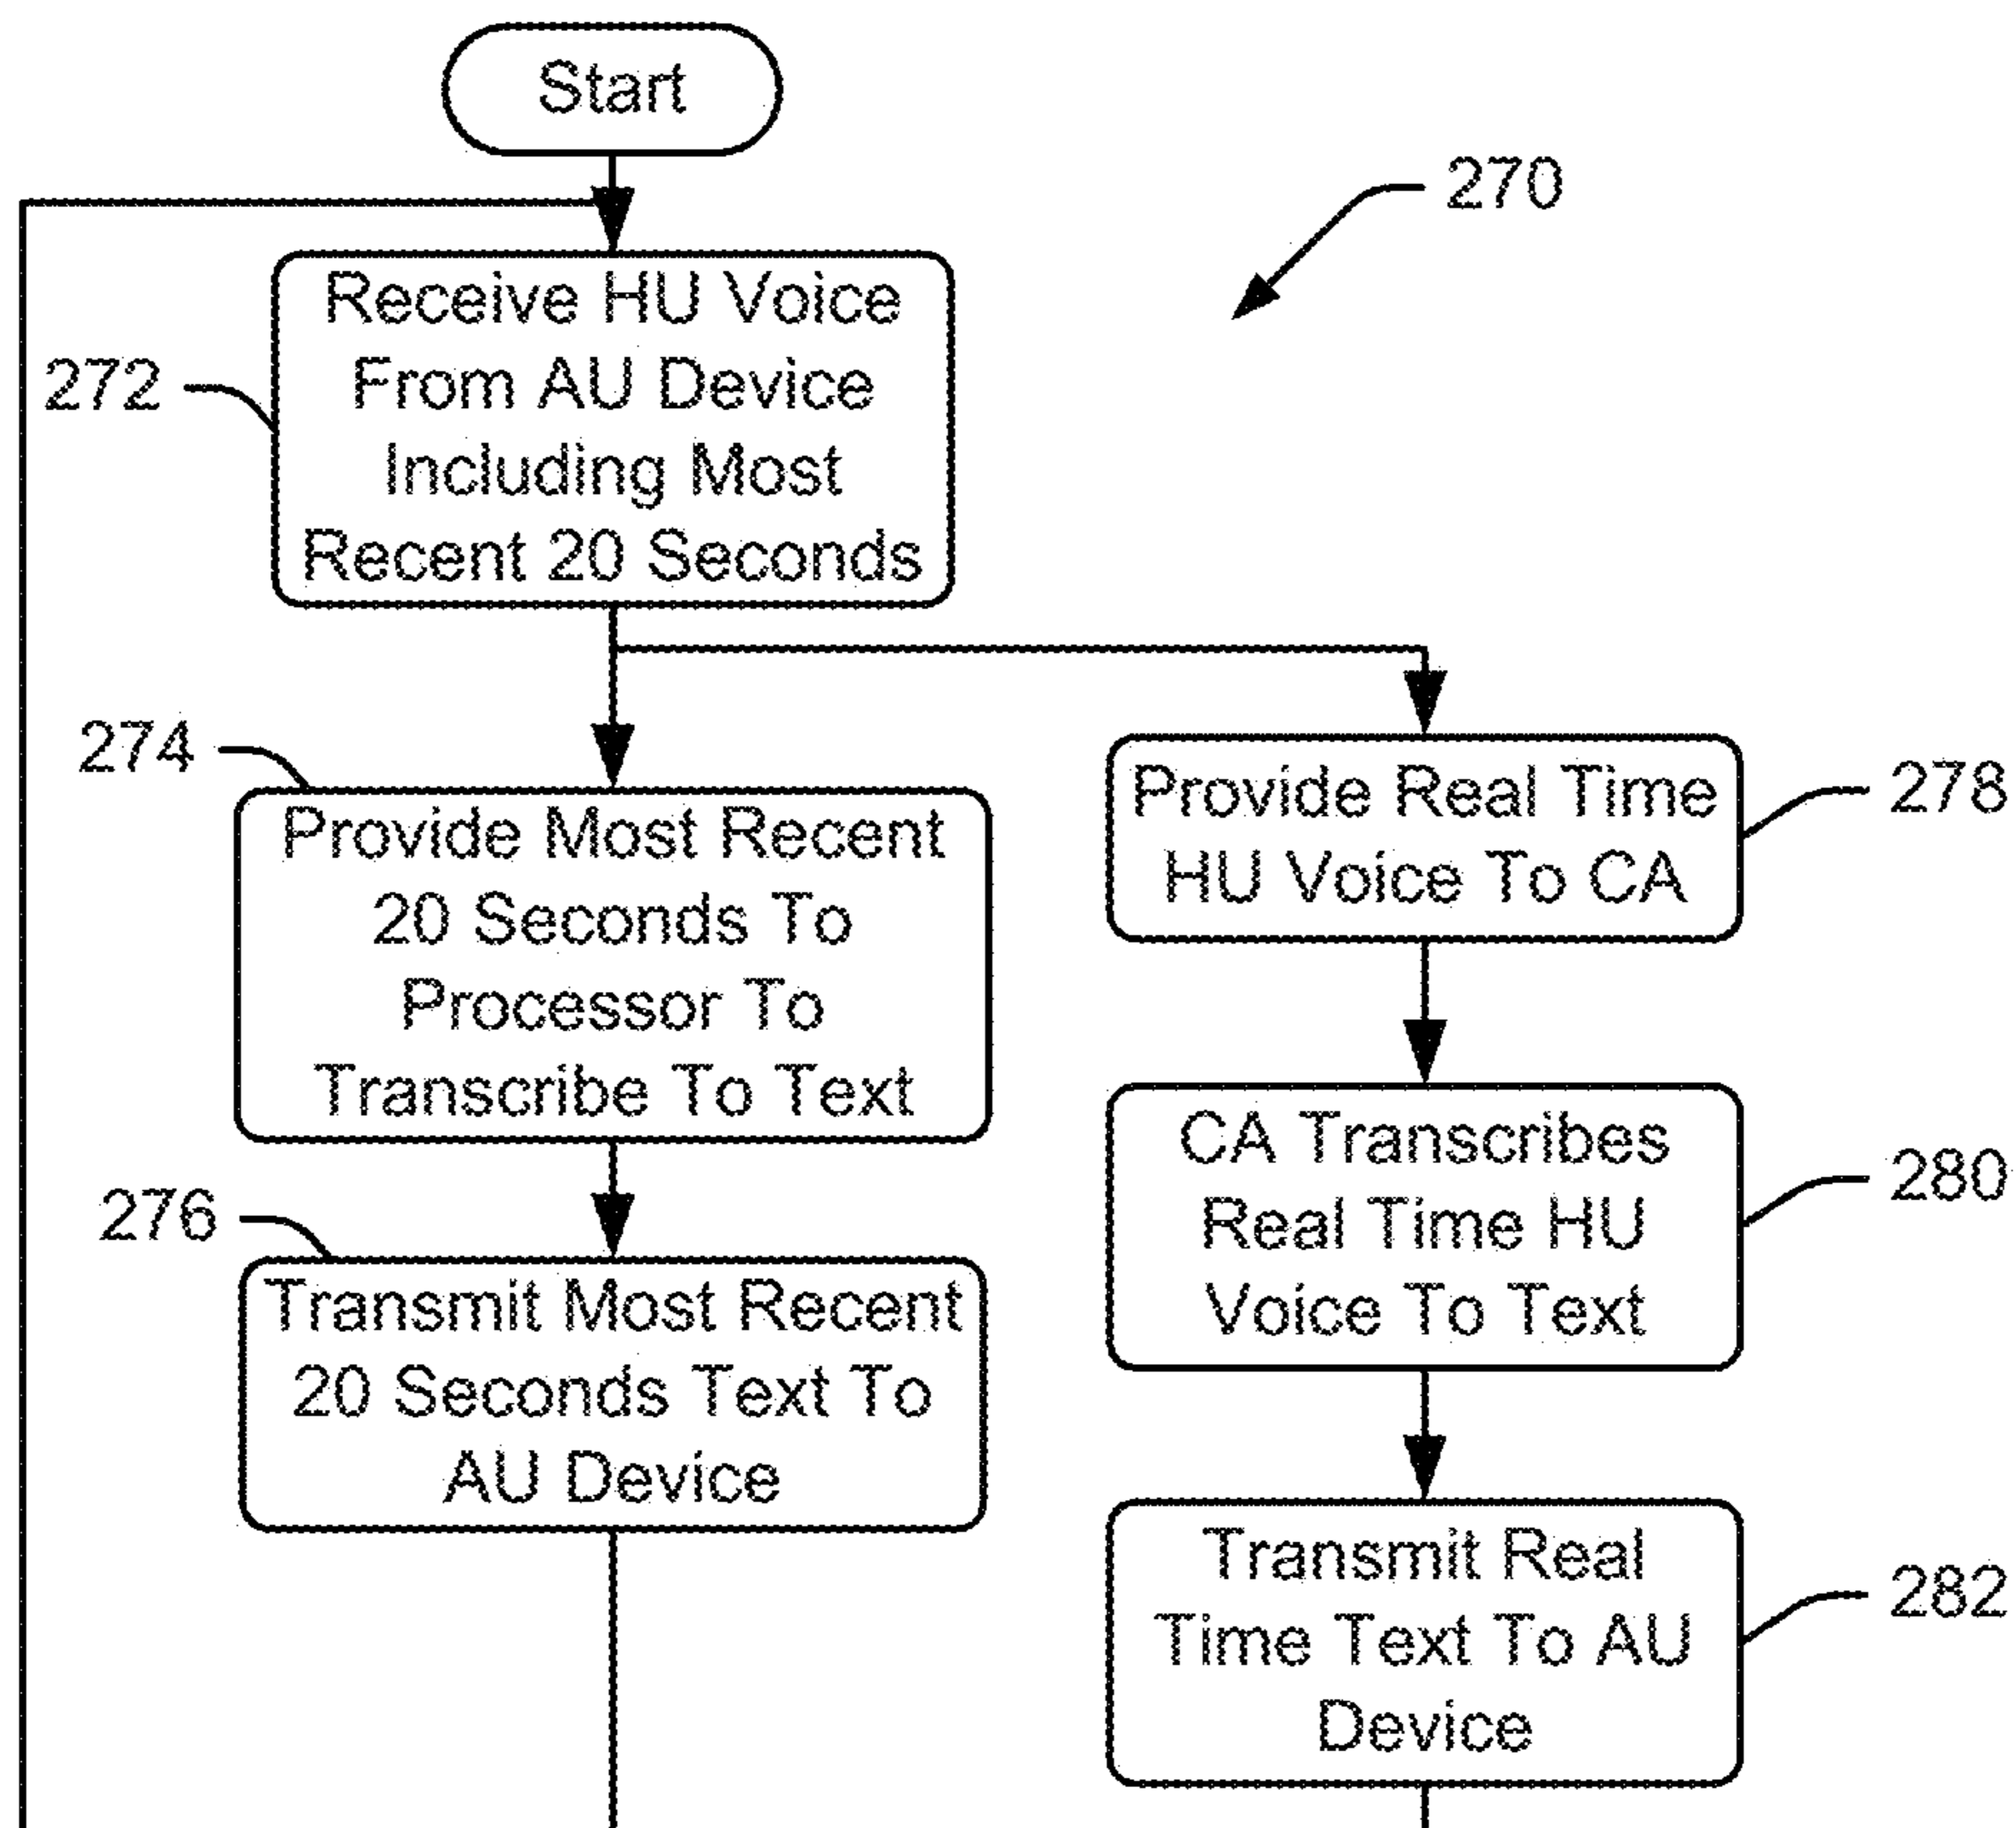 Start
270
Receive HU Voice
From AU Device
Including Most
Recent 20 Seconds
272
274
Provide Most Recent
20 Seconds To
Processor To
Transcribe To Text
276
Transmit Most Recent
20 Seconds Text To
AU Device
Provide Real Time
HU Voice To CA
278
CA Transcribes
Real Time HU
Voice To Text
280
Transmit Real
Time Text To AU
Device
282